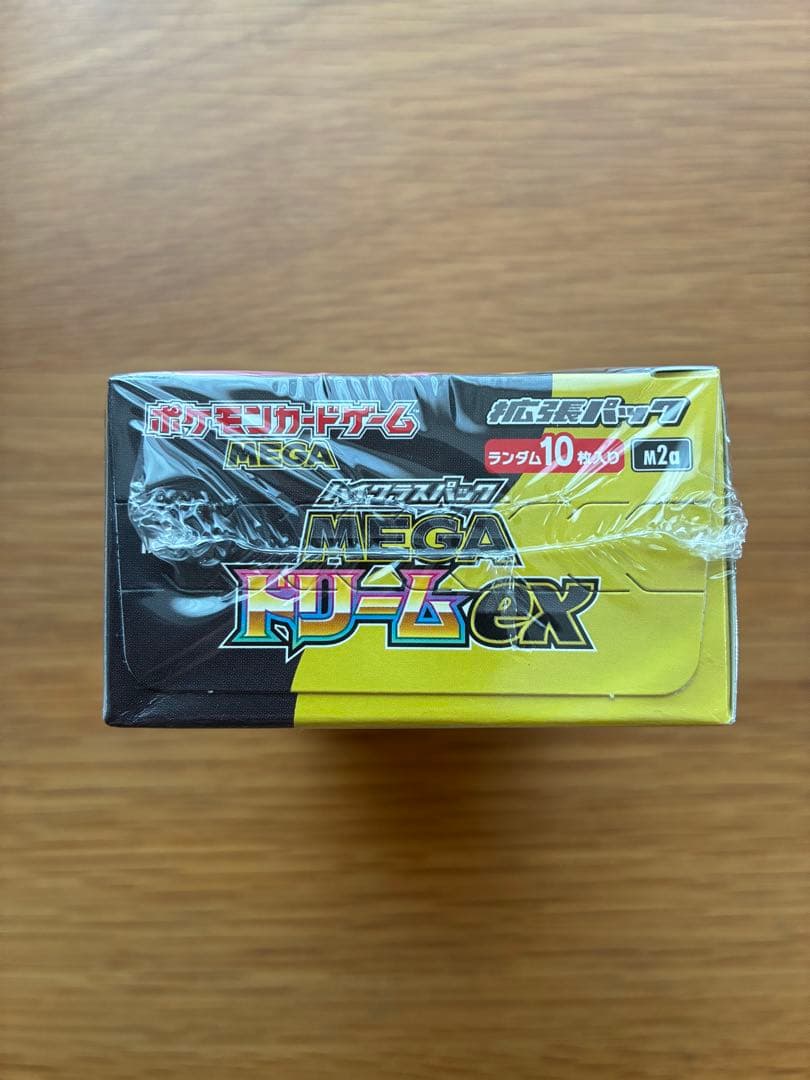 ポケモンカードゲーム
MEGA
拡張パック
ランダム10枚入り
M2a
ハイクラスパック
MEGA
ドリームex